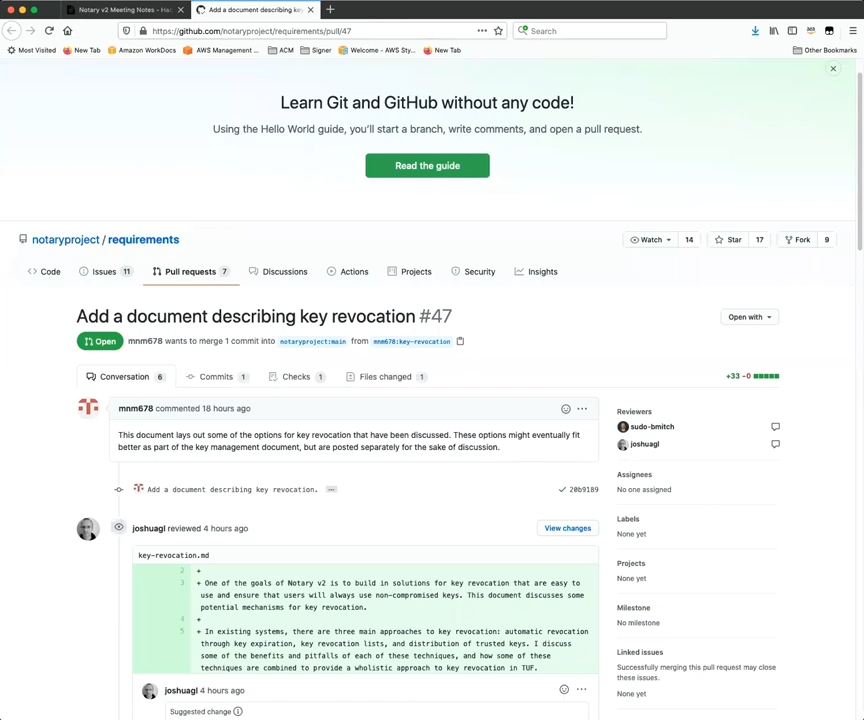 Notary v2 Meeting Notes - Hac
Add a document describing key
https://github.com/notaryproject/requirements/pull/47
Search
Most Visited
New Tab
Amazon WorkDocs
AWS Management ...
ACM
Signer
Welcome - AWS Sty...
New Tab
Other Bookmarks
Learn Git and GitHub without any code!
Using the Hello World guide, you'll start a branch, write comments, and open a pull request.
Read the guide
notaryproject / requirements
Watch 14
Star 17
Fork 9
Code
Issues 11
Pull requests 7
Discussions
Actions
Projects
Security
Insights
Add a document describing key revocation #47
Open with
Open
mnm678 wants to merge 1 commit into notaryproject:main from mnm678:key-revocation
Conversation 6
Commits 1
Checks 1
Files changed 1
+33 −0
mnm678 commented 18 hours ago
This document lays out some of the options for key revocation that have been discussed. These options might eventually fit
better as part of the key management document, but are posted separately for the sake of discussion.
Add a document describing key revocation. ...
20b9189
joshuagl reviewed 4 hours ago
View changes
key-revocation.md
2 +
3 + One of the goals of Notary v2 is to build in solutions for key revocation that are easy to
use and ensure that users will always use non-compromised keys. This document discusses some
potential mechanisms for key revocation.
4 +
5 + In existing systems, there are three main approaches to key revocation: automatic revocation
through key expiration, key revocation lists, and distribution of trusted keys. I discuss
some of the benefits and pitfalls of each of these techniques, and how some of these
techniques are combined to provide a wholistic approach to key revocation in TUF.
joshuagl 4 hours ago
Suggested change
Reviewers
sudo-bmitch
joshuagl
Assignees
No one assigned
Labels
None yet
Projects
None yet
Milestone
No milestone
Linked issues
Successfully merging this pull request may close
these issues.
None yet